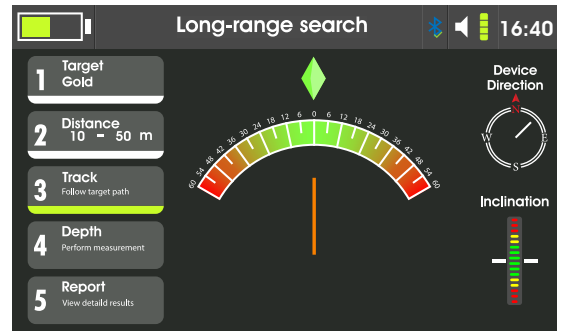 Long-range search
16:40
1 Target
Gold
2 Distance
10 - 50 m
3 Track
Follow target path
4 Depth
Perform measurement
5 Report
View detaild results
60 54 48 42 36 30 24 18 12 6 0 6 12 18 24 30 36 42 48 54 60
Device
Direction
N
W E
S
Inclination